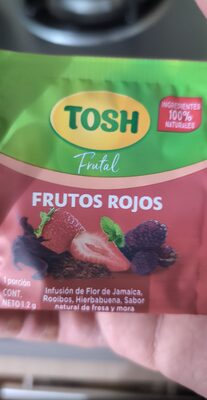 TOSH
INGREDIENTES
100%
NATURALES
Frutal
FRUTOS ROJOS
1 porción
CONT.
NETO 1.2 g
Infusión de Flor de Jamaica,
Rooibos, Hierbabuena, Sabor
natural de fresa y mora